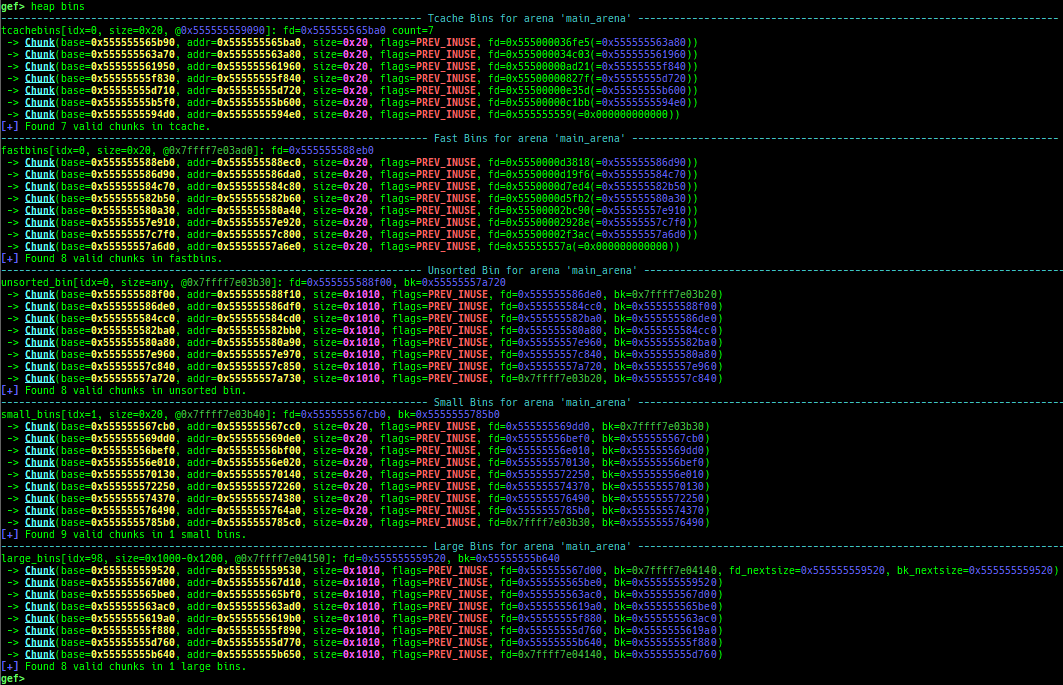 gef> heap bins
---------------------------------------------------------------------- Tcache Bins for arena 'main_arena' ----------------------------------------------------------------------
tcachebins[idx=0, size=0x20, @0x555555559090]: fd=0x555555565ba0 count=7
 -> Chunk(base=0x555555565b90, addr=0x555555565ba0, size=0x20, flags=PREV_INUSE, fd=0x555000036fe5(=0x555555563a80))
 -> Chunk(base=0x555555563a70, addr=0x555555563a80, size=0x20, flags=PREV_INUSE, fd=0x555000034c03(=0x555555561960))
 -> Chunk(base=0x555555561950, addr=0x555555561960, size=0x20, flags=PREV_INUSE, fd=0x55500000ad21(=0x55555555f840))
 -> Chunk(base=0x55555555f830, addr=0x55555555f840, size=0x20, flags=PREV_INUSE, fd=0x55500000827f(=0x55555555d720))
 -> Chunk(base=0x55555555d710, addr=0x55555555d720, size=0x20, flags=PREV_INUSE, fd=0x55500000e35d(=0x55555555b600))
 -> Chunk(base=0x55555555b5f0, addr=0x55555555b600, size=0x20, flags=PREV_INUSE, fd=0x55500000c1bb(=0x5555555594e0))
 -> Chunk(base=0x5555555594d0, addr=0x5555555594e0, size=0x20, flags=PREV_INUSE, fd=0x555555559(=0x000000000000))
[+] Found 7 valid chunks in tcache.
----------------------------------------------------------------------- Fast Bins for arena 'main_arena' -----------------------------------------------------------------------
fastbins[idx=0, size=0x20, @0x7ffff7e03ad0]: fd=0x555555588eb0
 -> Chunk(base=0x555555588eb0, addr=0x555555588ec0, size=0x20, flags=PREV_INUSE, fd=0x5550000d3818(=0x555555586d90))
 -> Chunk(base=0x555555586d90, addr=0x555555586da0, size=0x20, flags=PREV_INUSE, fd=0x5550000d19f6(=0x555555584c70))
 -> Chunk(base=0x555555584c70, addr=0x555555584c80, size=0x20, flags=PREV_INUSE, fd=0x5550000d7ed4(=0x555555582b50))
 -> Chunk(base=0x555555582b50, addr=0x555555582b60, size=0x20, flags=PREV_INUSE, fd=0x5550000d5fb2(=0x555555580a30))
 -> Chunk(base=0x555555580a30, addr=0x555555580a40, size=0x20, flags=PREV_INUSE, fd=0x55500002bc90(=0x55555557e910))
 -> Chunk(base=0x55555557e910, addr=0x55555557e920, size=0x20, flags=PREV_INUSE, fd=0x55500002928e(=0x55555557c7f0))
 -> Chunk(base=0x55555557c7f0, addr=0x55555557c800, size=0x20, flags=PREV_INUSE, fd=0x55500002f3ac(=0x55555557a6d0))
 -> Chunk(base=0x55555557a6d0, addr=0x55555557a6e0, size=0x20, flags=PREV_INUSE, fd=0x55555557a(=0x000000000000))
[+] Found 8 valid chunks in fastbins.
---------------------------------------------------------------------- Unsorted Bin for arena 'main_arena' ----------------------------------------------------------------------
unsorted_bin[idx=0, size=any, @0x7ffff7e03b30]: fd=0x555555588f00, bk=0x55555557a720
 -> Chunk(base=0x555555588f00, addr=0x555555588f10, size=0x1010, flags=PREV_INUSE, fd=0x555555586de0, bk=0x7ffff7e03b20)
 -> Chunk(base=0x555555586de0, addr=0x555555586df0, size=0x1010, flags=PREV_INUSE, fd=0x555555584cc0, bk=0x555555588f00)
 -> Chunk(base=0x555555584cc0, addr=0x555555584cd0, size=0x1010, flags=PREV_INUSE, fd=0x555555582ba0, bk=0x555555586de0)
 -> Chunk(base=0x555555582ba0, addr=0x555555582bb0, size=0x1010, flags=PREV_INUSE, fd=0x555555580a80, bk=0x555555584cc0)
 -> Chunk(base=0x555555580a80, addr=0x555555580a90, size=0x1010, flags=PREV_INUSE, fd=0x55555557e960, bk=0x555555582ba0)
 -> Chunk(base=0x55555557e960, addr=0x55555557e970, size=0x1010, flags=PREV_INUSE, fd=0x55555557c840, bk=0x555555580a80)
 -> Chunk(base=0x55555557c840, addr=0x55555557c850, size=0x1010, flags=PREV_INUSE, fd=0x55555557a720, bk=0x55555557e960)
 -> Chunk(base=0x55555557a720, addr=0x55555557a730, size=0x1010, flags=PREV_INUSE, fd=0x7ffff7e03b20, bk=0x55555557c840)
[+] Found 8 valid chunks in unsorted bin.
----------------------------------------------------------------------- Small Bins for arena 'main_arena' -----------------------------------------------------------------------
small_bins[idx=1, size=0x20, @0x7ffff7e03b40]: fd=0x555555567cb0, bk=0x5555555785b0
 -> Chunk(base=0x555555567cb0, addr=0x555555567cc0, size=0x20, flags=PREV_INUSE, fd=0x555555569dd0, bk=0x7ffff7e03b30)
 -> Chunk(base=0x555555569dd0, addr=0x555555569de0, size=0x20, flags=PREV_INUSE, fd=0x55555556bef0, bk=0x555555567cb0)
 -> Chunk(base=0x55555556bef0, addr=0x55555556bf00, size=0x20, flags=PREV_INUSE, fd=0x55555556e010, bk=0x555555569dd0)
 -> Chunk(base=0x55555556e010, addr=0x55555556e020, size=0x20, flags=PREV_INUSE, fd=0x555555570130, bk=0x55555556bef0)
 -> Chunk(base=0x555555570130, addr=0x555555570140, size=0x20, flags=PREV_INUSE, fd=0x555555572250, bk=0x55555556e010)
 -> Chunk(base=0x555555572250, addr=0x555555572260, size=0x20, flags=PREV_INUSE, fd=0x555555574370, bk=0x555555570130)
 -> Chunk(base=0x555555574370, addr=0x555555574380, size=0x20, flags=PREV_INUSE, fd=0x555555576490, bk=0x555555572250)
 -> Chunk(base=0x555555576490, addr=0x5555555764a0, size=0x20, flags=PREV_INUSE, fd=0x5555555785b0, bk=0x555555574370)
 -> Chunk(base=0x5555555785b0, addr=0x5555555785c0, size=0x20, flags=PREV_INUSE, fd=0x7ffff7e03b30, bk=0x555555576490)
[+] Found 9 valid chunks in 1 small bins.
----------------------------------------------------------------------- Large Bins for arena 'main_arena' -----------------------------------------------------------------------
large_bins[idx=98, size=0x1000-0x1200, @0x7ffff7e04150]: fd=0x555555559520, bk=0x55555555b640
 -> Chunk(base=0x555555559520, addr=0x555555559530, size=0x1010, flags=PREV_INUSE, fd=0x555555567d00, bk=0x7ffff7e04140, fd_nextsize=0x555555559520, bk_nextsize=0x555555559520)
 -> Chunk(base=0x555555567d00, addr=0x555555567d10, size=0x1010, flags=PREV_INUSE, fd=0x555555565be0, bk=0x555555559520)
 -> Chunk(base=0x555555565be0, addr=0x555555565bf0, size=0x1010, flags=PREV_INUSE, fd=0x555555563ac0, bk=0x555555567d00)
 -> Chunk(base=0x555555563ac0, addr=0x555555563ad0, size=0x1010, flags=PREV_INUSE, fd=0x5555555619a0, bk=0x555555565be0)
 -> Chunk(base=0x5555555619a0, addr=0x5555555619b0, size=0x1010, flags=PREV_INUSE, fd=0x55555555f880, bk=0x555555563ac0)
 -> Chunk(base=0x55555555f880, addr=0x55555555f890, size=0x1010, flags=PREV_INUSE, fd=0x55555555d760, bk=0x5555555619a0)
 -> Chunk(base=0x55555555d760, addr=0x55555555d770, size=0x1010, flags=PREV_INUSE, fd=0x55555555b640, bk=0x55555555f880)
 -> Chunk(base=0x55555555b640, addr=0x55555555b650, size=0x1010, flags=PREV_INUSE, fd=0x7ffff7e04140, bk=0x55555555d760)
[+] Found 8 valid chunks in 1 large bins.
gef>